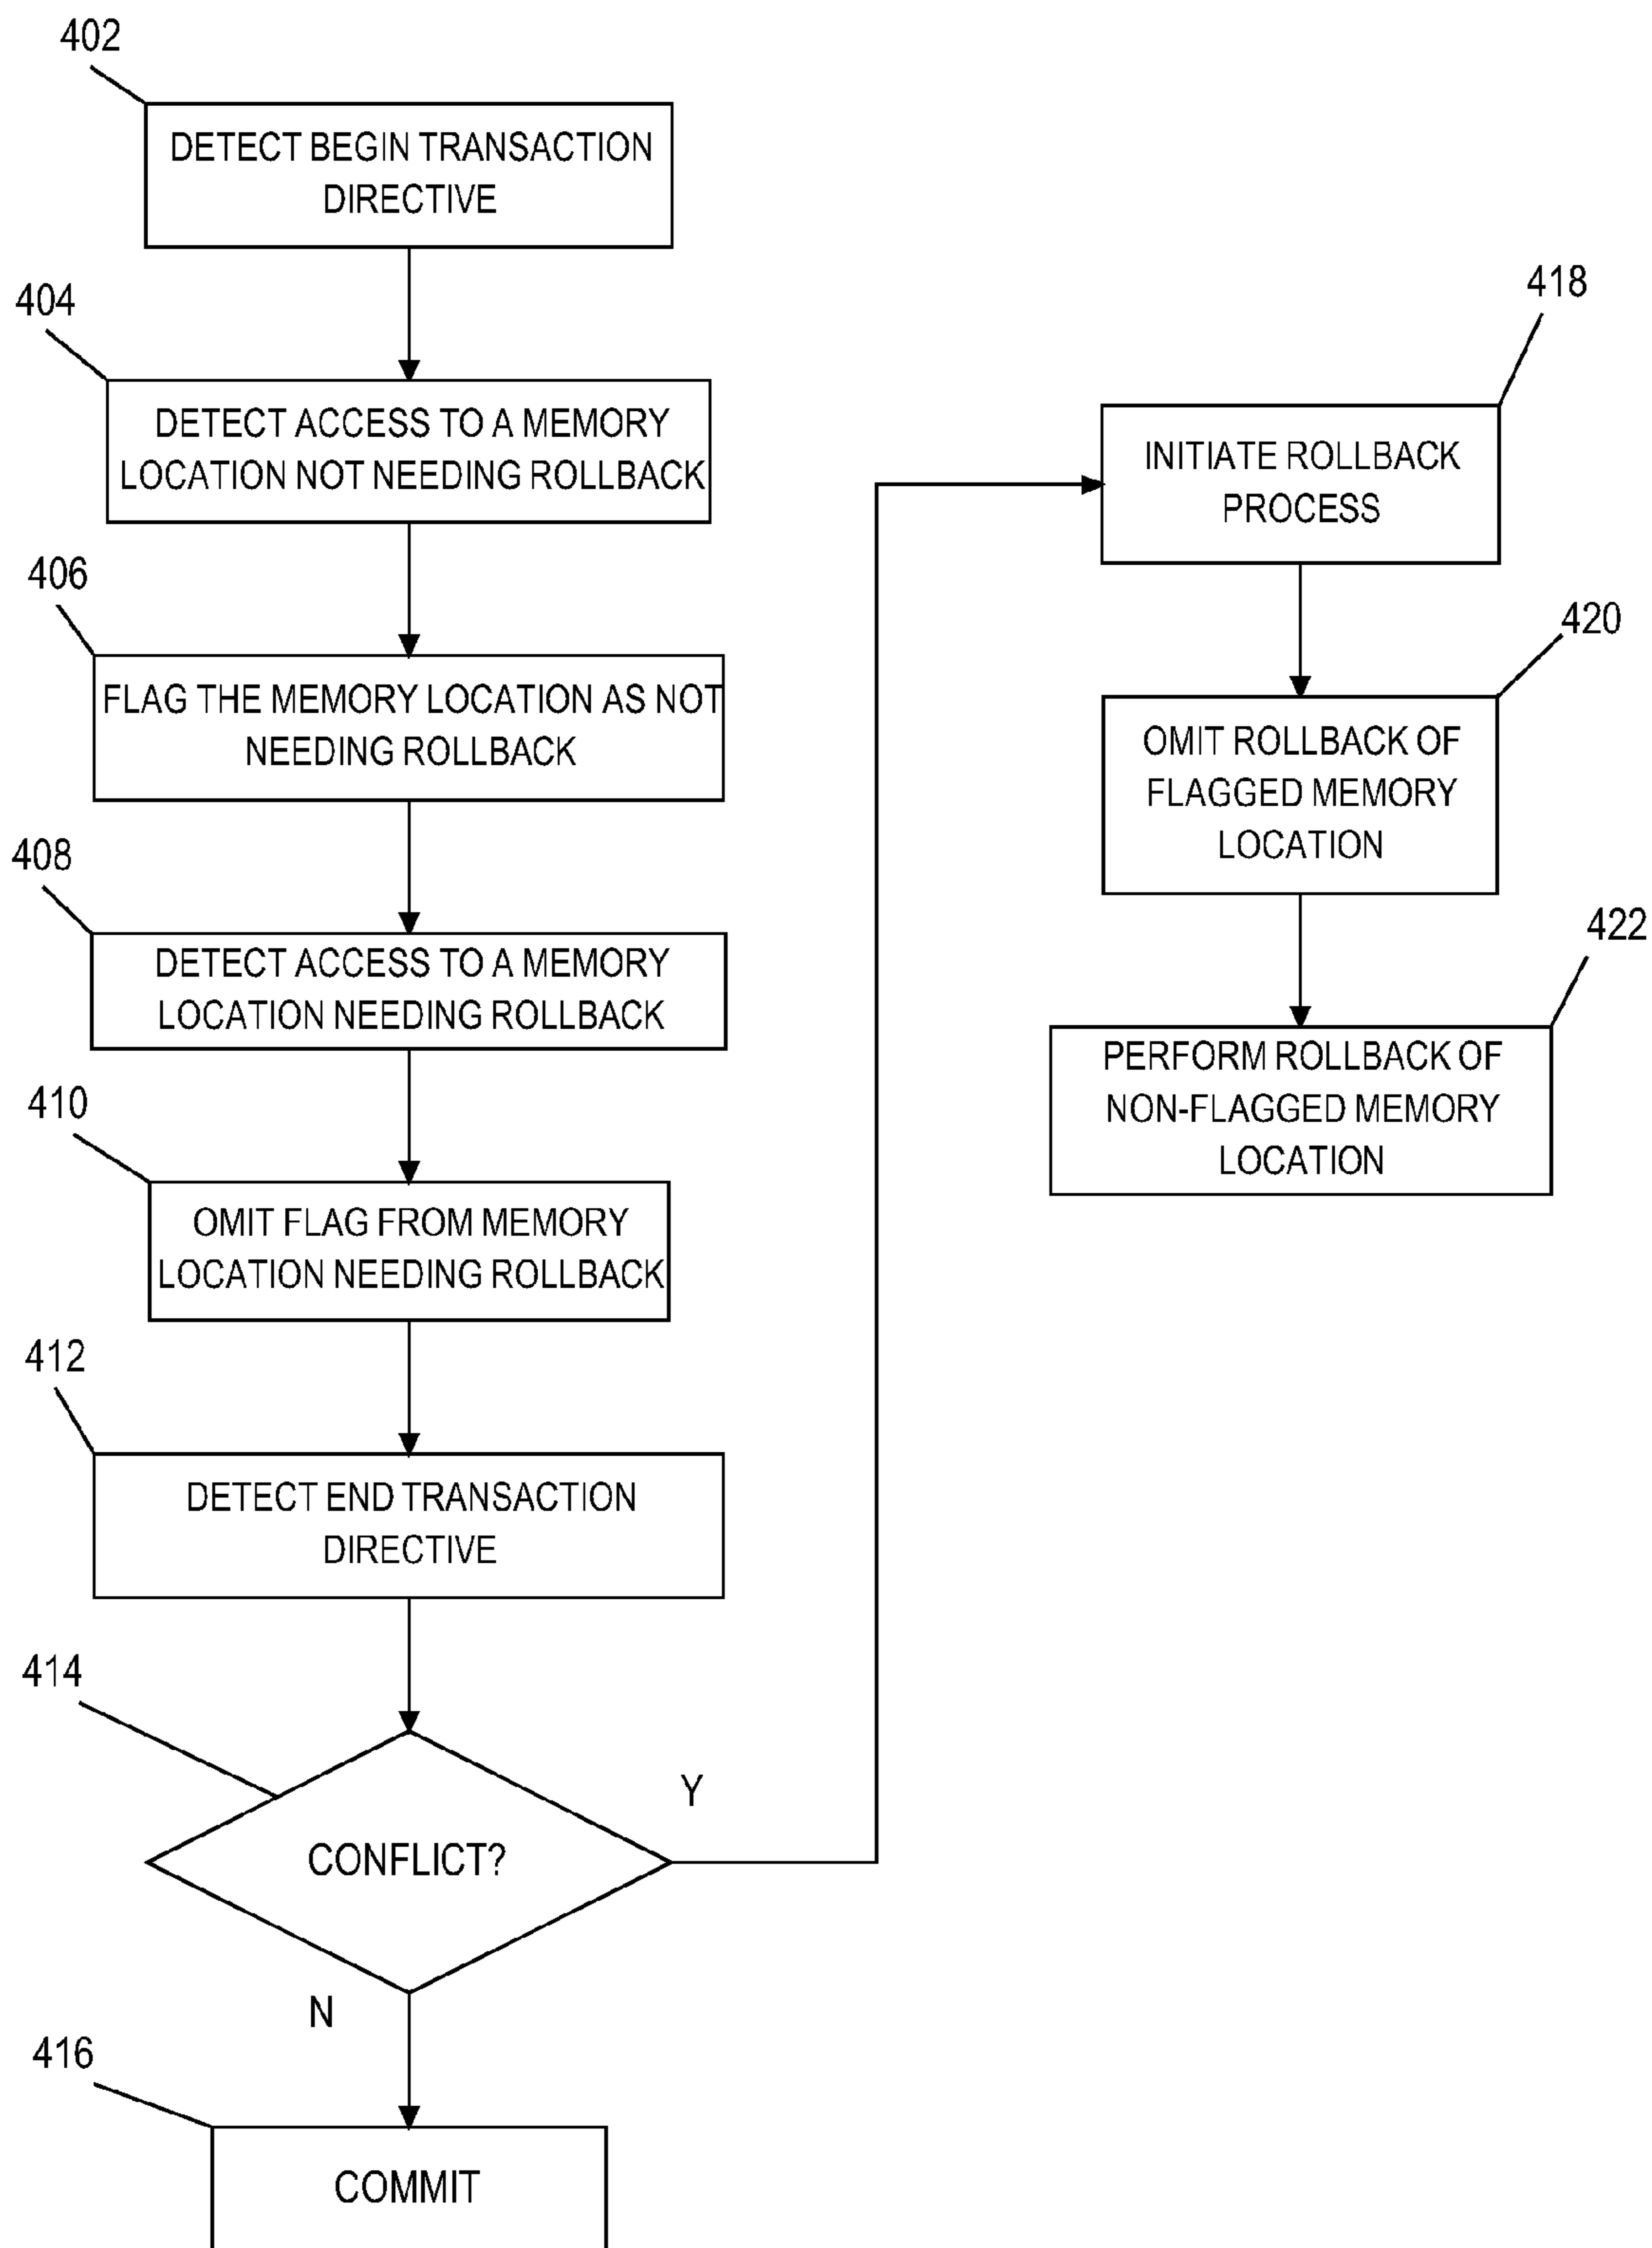 402
DETECT BEGIN TRANSACTION
DIRECTIVE
404
DETECT ACCESS TO A MEMORY
LOCATION NOT NEEDING ROLLBACK
406
FLAG THE MEMORY LOCATION AS NOT
NEEDING ROLLBACK
408
DETECT ACCESS TO A MEMORY
LOCATION NEEDING ROLLBACK
410
OMIT FLAG FROM MEMORY
LOCATION NEEDING ROLLBACK
412
DETECT END TRANSACTION
DIRECTIVE
414
CONFLICT?
Y
N
416
COMMIT
418
INITIATE ROLLBACK
PROCESS
420
OMIT ROLLBACK OF
FLAGGED MEMORY
LOCATION
422
PERFORM ROLLBACK OF
NON-FLAGGED MEMORY
LOCATION